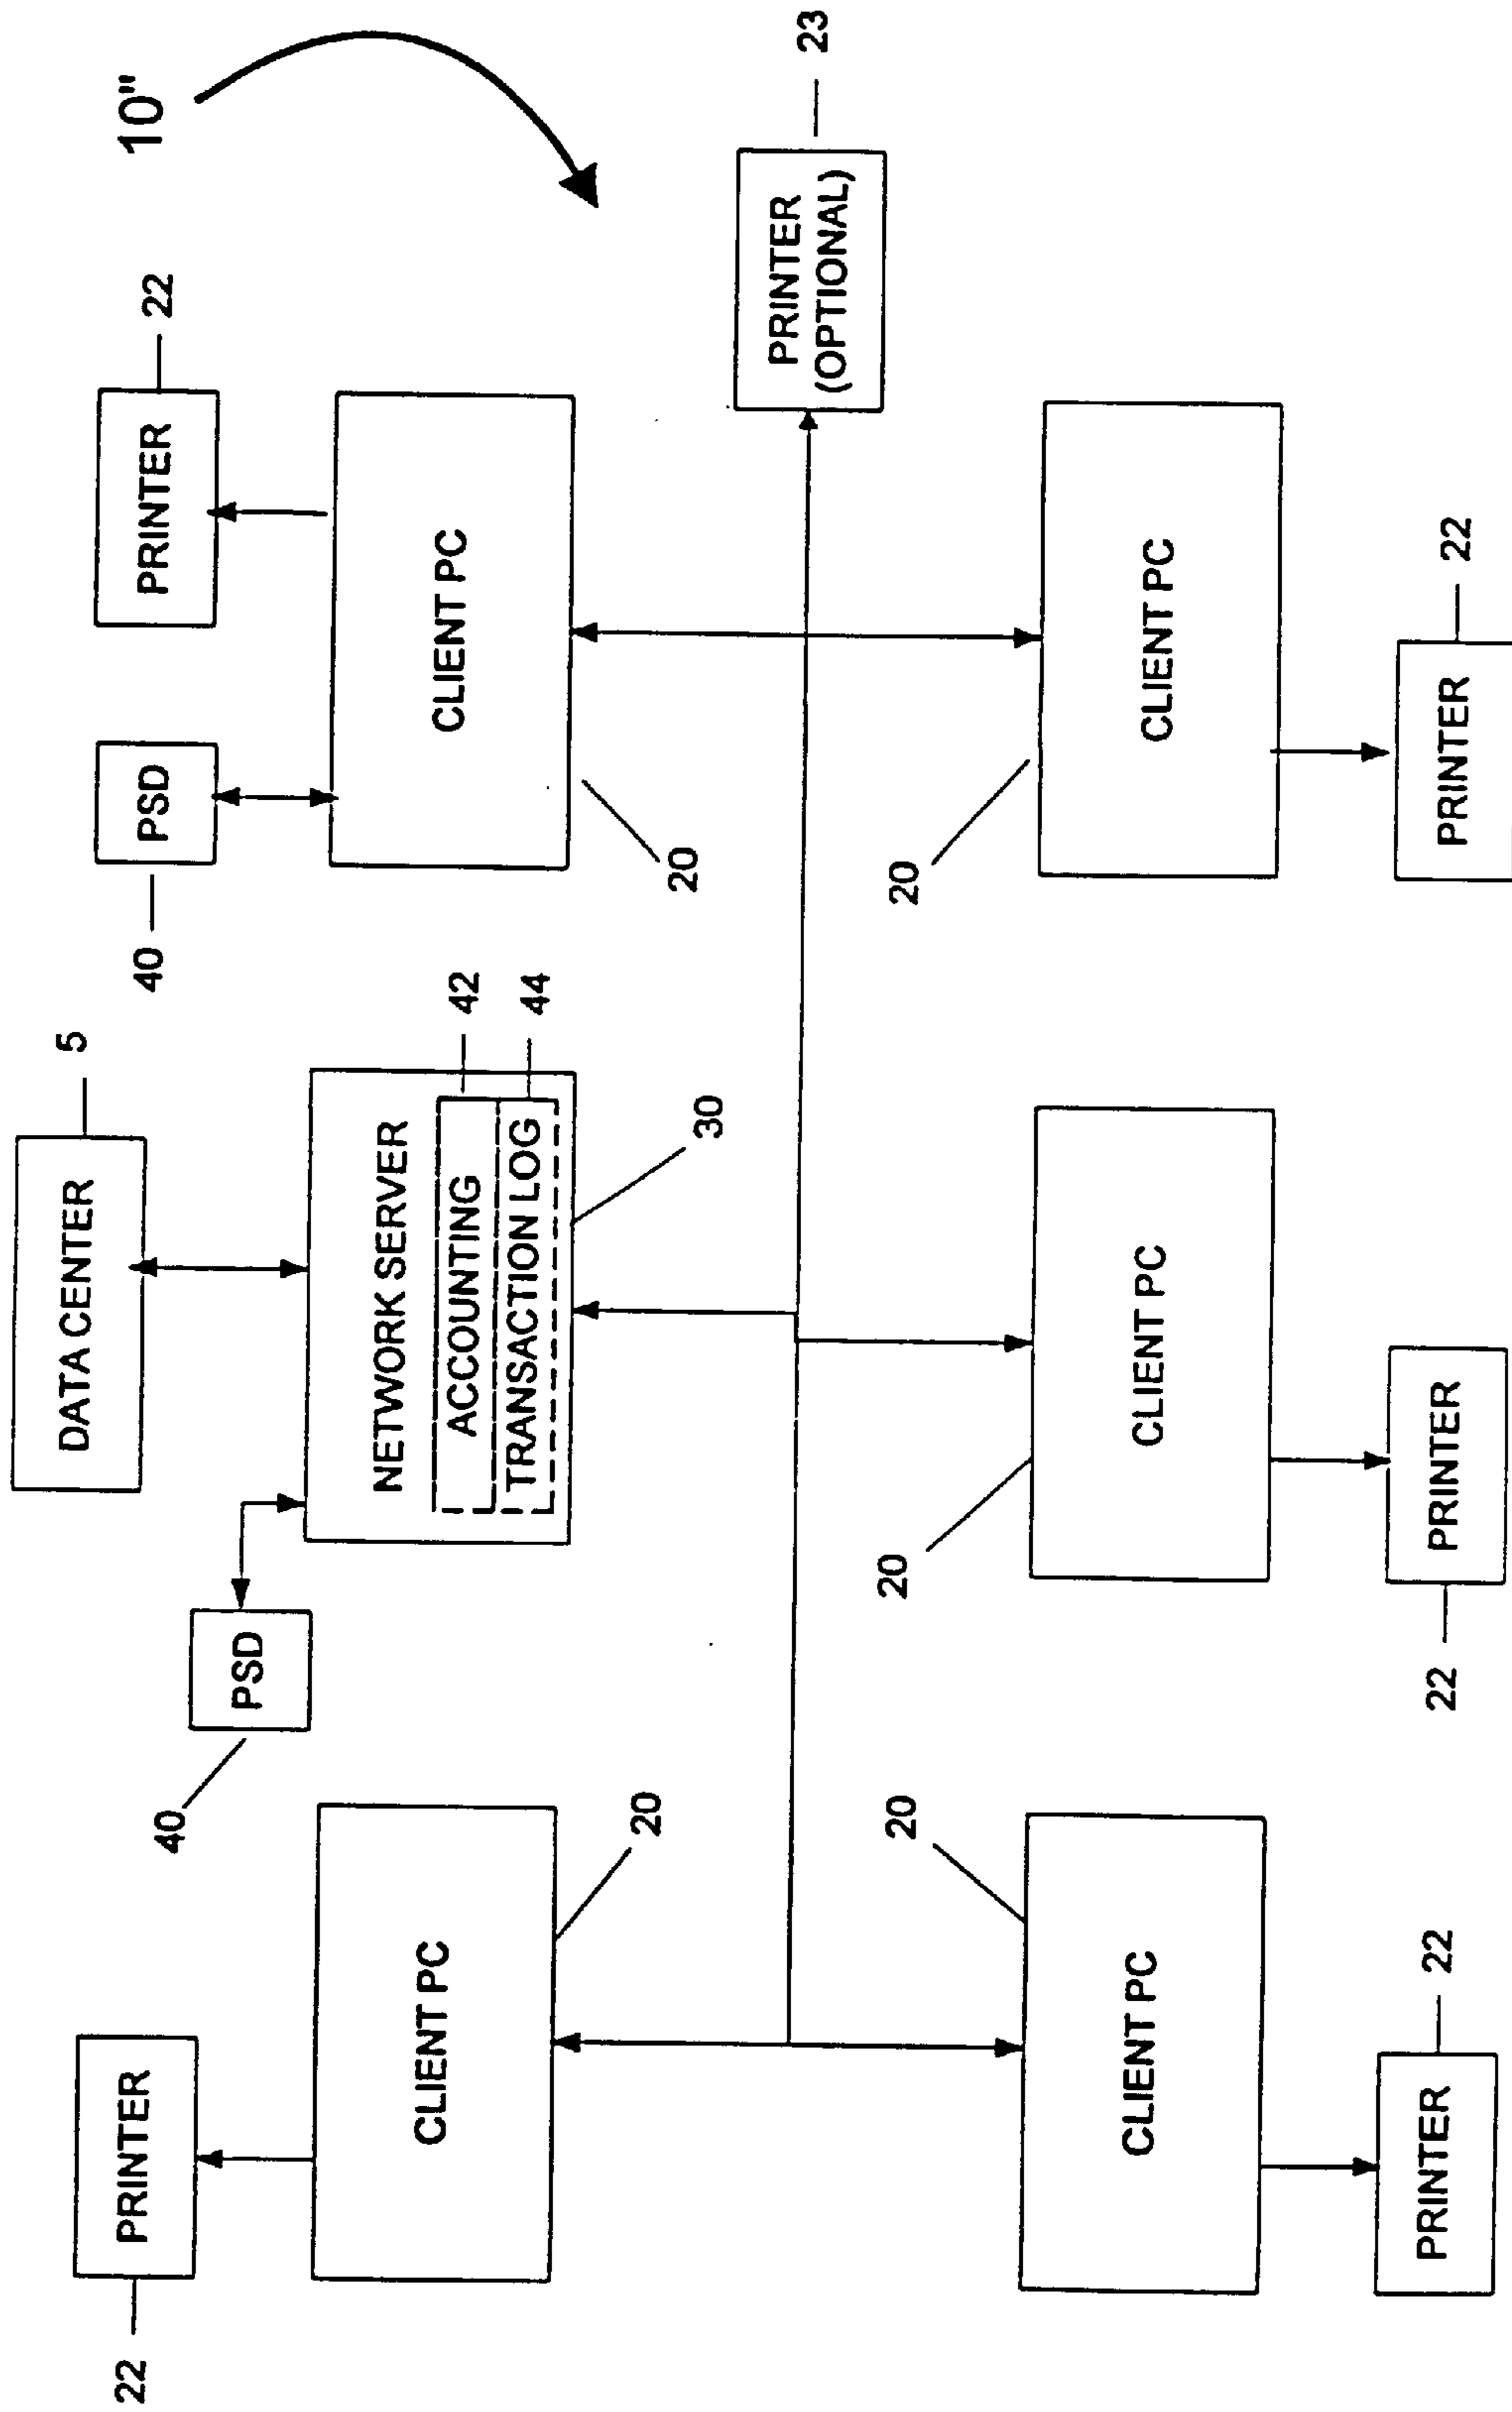 10"
DATA CENTER
5
22
PRINTER
40
PSD
PRINTER
22
40
PSD
NETWORK SERVER
CLIENT PC
ACCOUNTING
42
TRANSACTION LOG
44
CLIENT PC
20
30
20
PRINTER
(OPTIONAL)
23
20
20
20
CLIENT PC
CLIENT PC
CLIENT PC
PRINTER
22
22
PRINTER
PRINTER
22